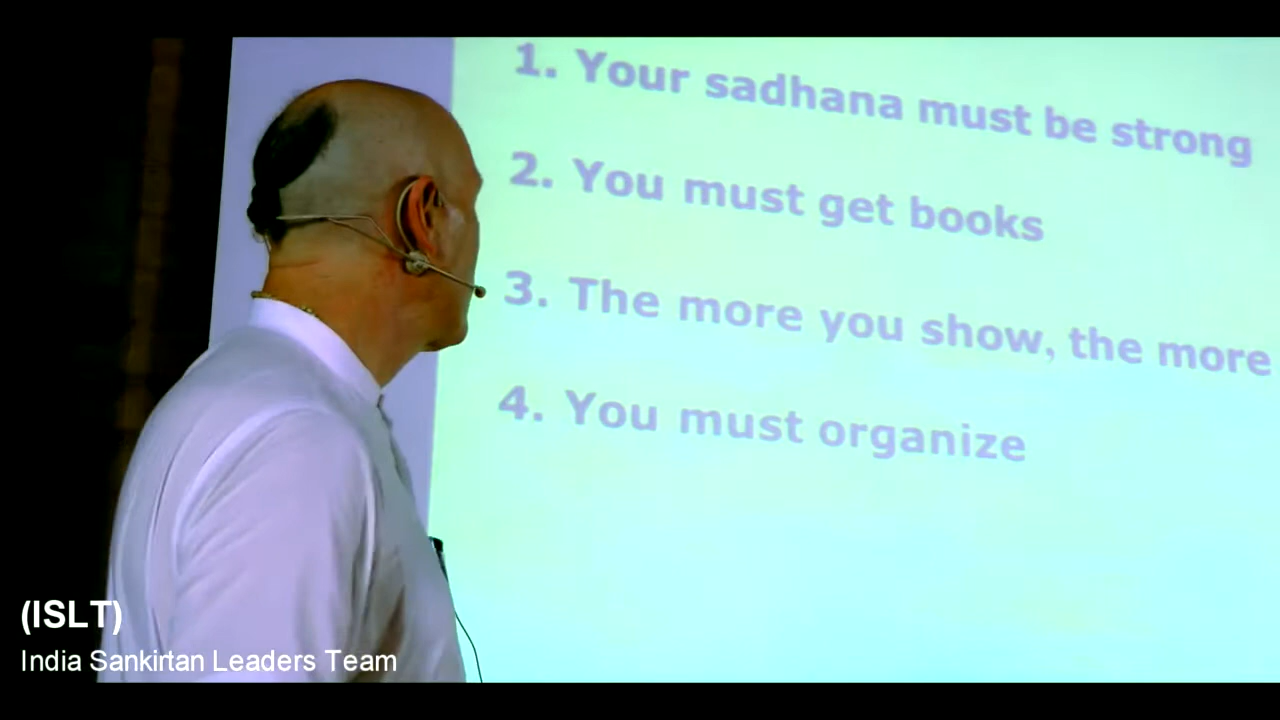 1. Your sadhana must be strong
2. You must get books
3. The more you show, the more
4. You must organize
(ISLT)
India Sankirtan Leaders Team